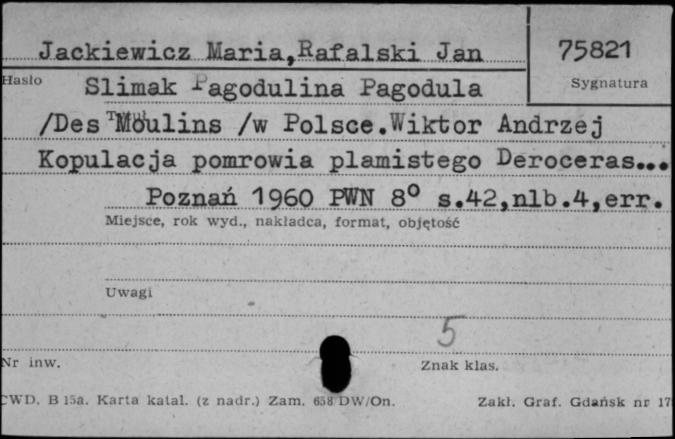 Jackiewicz Maria,Rafalski Jan
75821
Hasło
Sygnatura
Slimak Pagodulina Pagodula
/Des Moulins /w Polsce.Wiktor Andrzej
Kopulacja pomrowia plamistego Deroceras...
Poznań 1960 PWN 8° s.42,nlb.4,err.
Miejsce, rok wyd., nakładca, format, objętość
Uwagi
5
Nr inw.
Znak klas.
CWD. B 15a. Karta katal. (z nadr.) Zam. 658 DW/On.
Zakł. Graf. Gdańsk nr 17